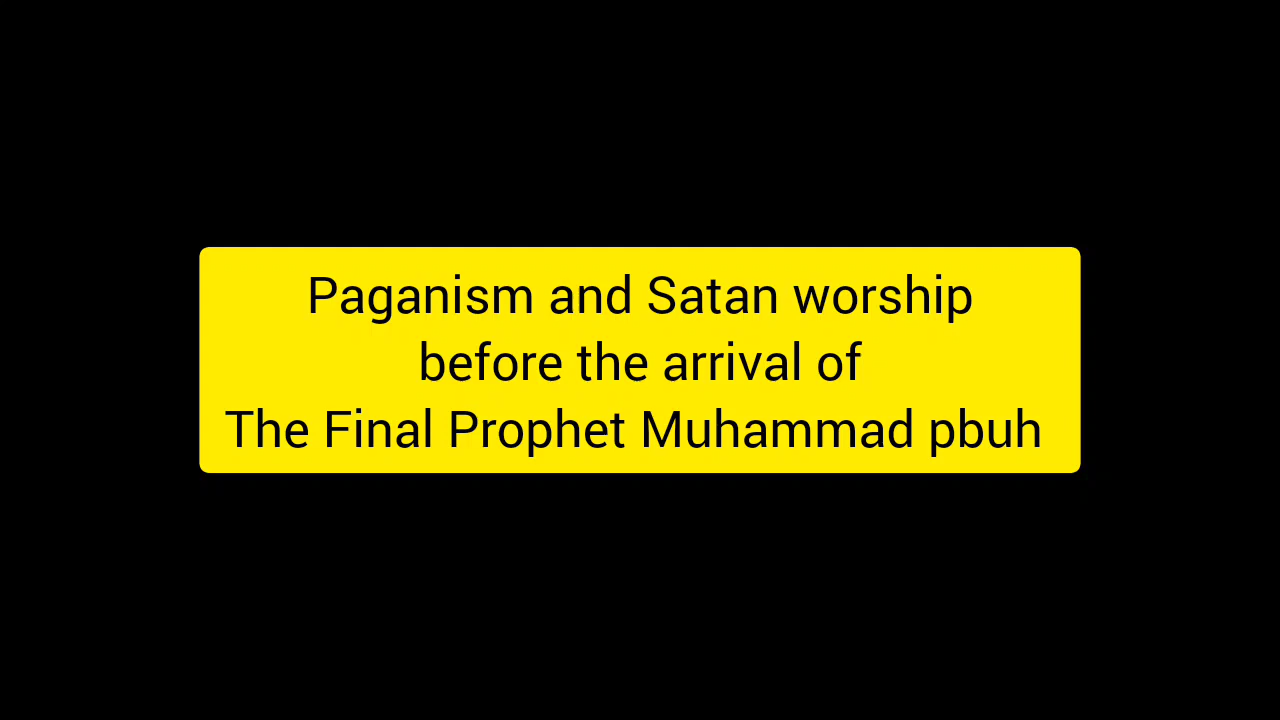 Paganism and Satan worship
before the arrival of
The Final Prophet Muhammad pbuh